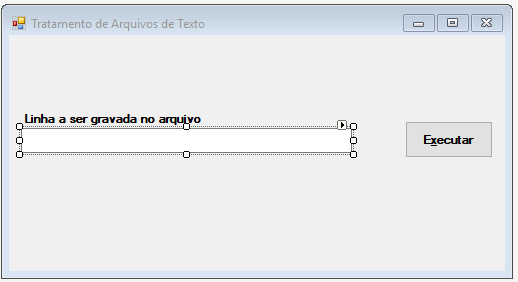 Tratamento de Arquivos de Texto
Linha a ser gravada no arquivo
Executar